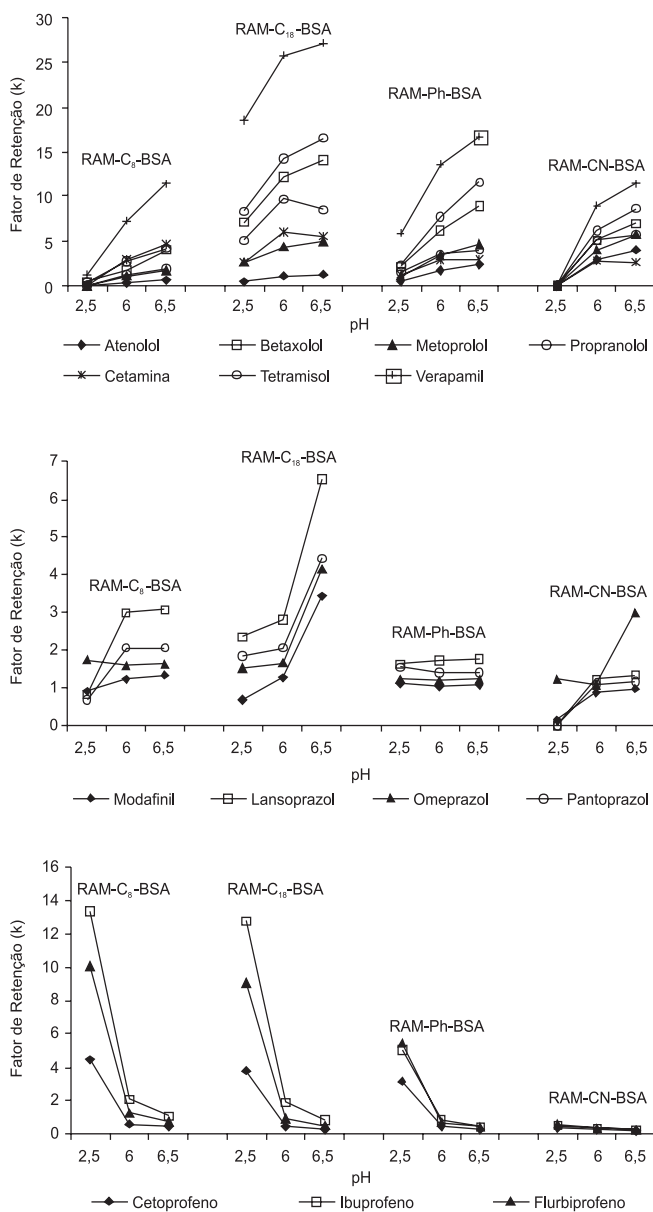 RAM-C18-BSA
RAM-Ph-BSA
RAM-C8-BSA
RAM-CN-BSA
Fator de Retenção (k)
30
25
20
15
10
5
0
2,5 6 6,5 2,5 6 6,5 2,5 6 6,5 2,5 6 6,5
pH
Atenolol Betaxolol Metoprolol Propranolol
Cetamina Tetramisol Verapamil
RAM-C18-BSA
RAM-C8-BSA
RAM-Ph-BSA
RAM-CN-BSA
Fator de Retenção (k)
7
6
5
4
3
2
1
0
2,5 6 6,5 2,5 6 6,5 2,5 6 6,5 2,5 6 6,5
pH
Modafinil Lansoprazol Omeprazol Pantoprazol
RAM-C8-BSA RAM-C18-BSA
RAM-Ph-BSA
RAM-CN-BSA
Fator de Retenção (k)
16
14
12
10
8
6
4
2
0
2,5 6 6,5 2,5 6 6,5 2,5 6 6,5 2,5 6 6,5
pH
Cetoprofeno Ibuprofeno Flurbiprofeno